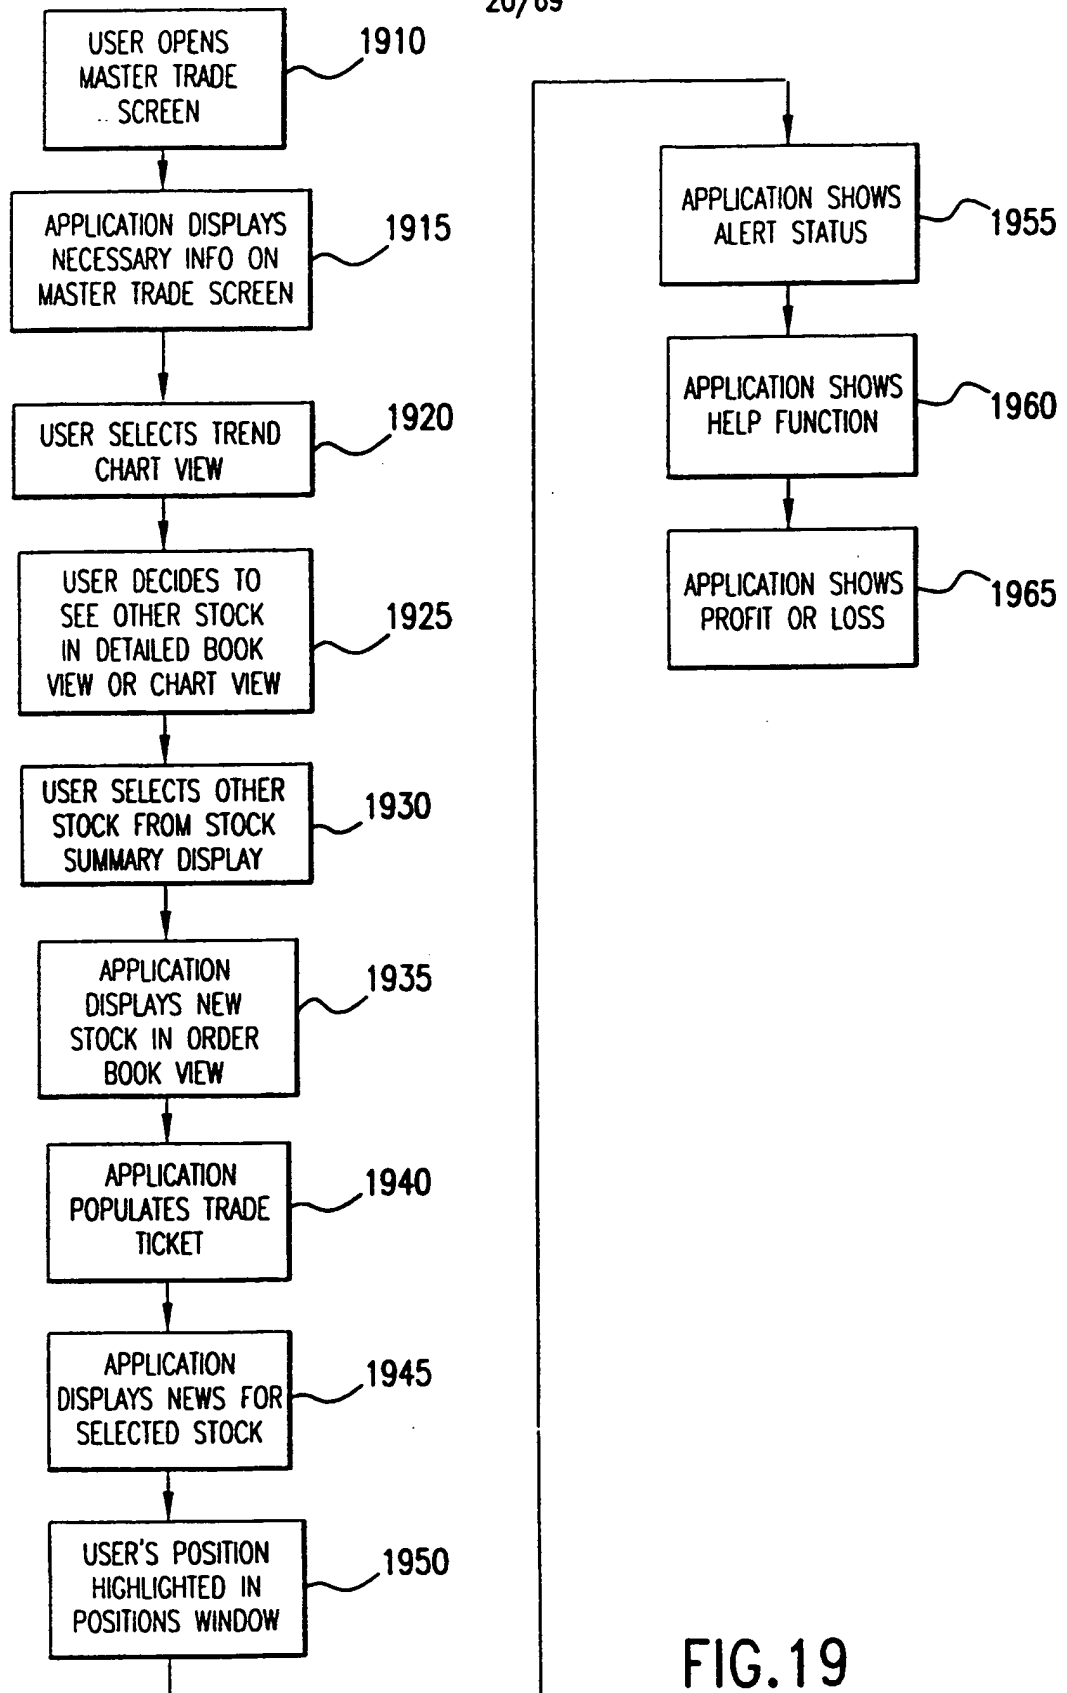 20/69
USER OPENS
MASTER TRADE
SCREEN
1910
APPLICATION DISPLAYS
NECESSARY INFO ON
MASTER TRADE SCREEN
1915
USER SELECTS TREND
CHART VIEW
1920
USER DECIDES TO
SEE OTHER STOCK
IN DETAILED BOOK
VIEW OR CHART VIEW
1925
USER SELECTS OTHER
STOCK FROM STOCK
SUMMARY DISPLAY
1930
APPLICATION
DISPLAYS NEW
STOCK IN ORDER
BOOK VIEW
1935
APPLICATION
POPULATES TRADE
TICKET
1940
APPLICATION
DISPLAYS NEWS FOR
SELECTED STOCK
1945
USER'S POSITION
HIGHLIGHTED IN
POSITIONS WINDOW
1950
APPLICATION SHOWS
ALERT STATUS
1955
APPLICATION SHOWS
HELP FUNCTION
1960
APPLICATION SHOWS
PROFIT OR LOSS
1965
FIG.19